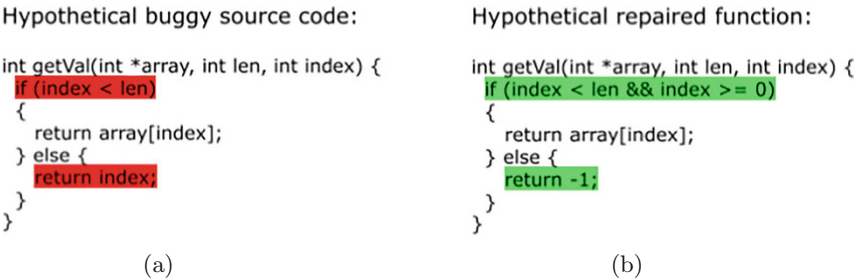 Hypothetical buggy source code:
int getVal(int *array, int len, int index) {
if (index < len)
{
return array[index];
} else {
return index;
}
}
(a)
Hypothetical repaired function:
int getVal(int *array, int len, int index) {
if (index < len && index >= 0)
{
return array[index];
} else {
return -1;
}
}
(b)